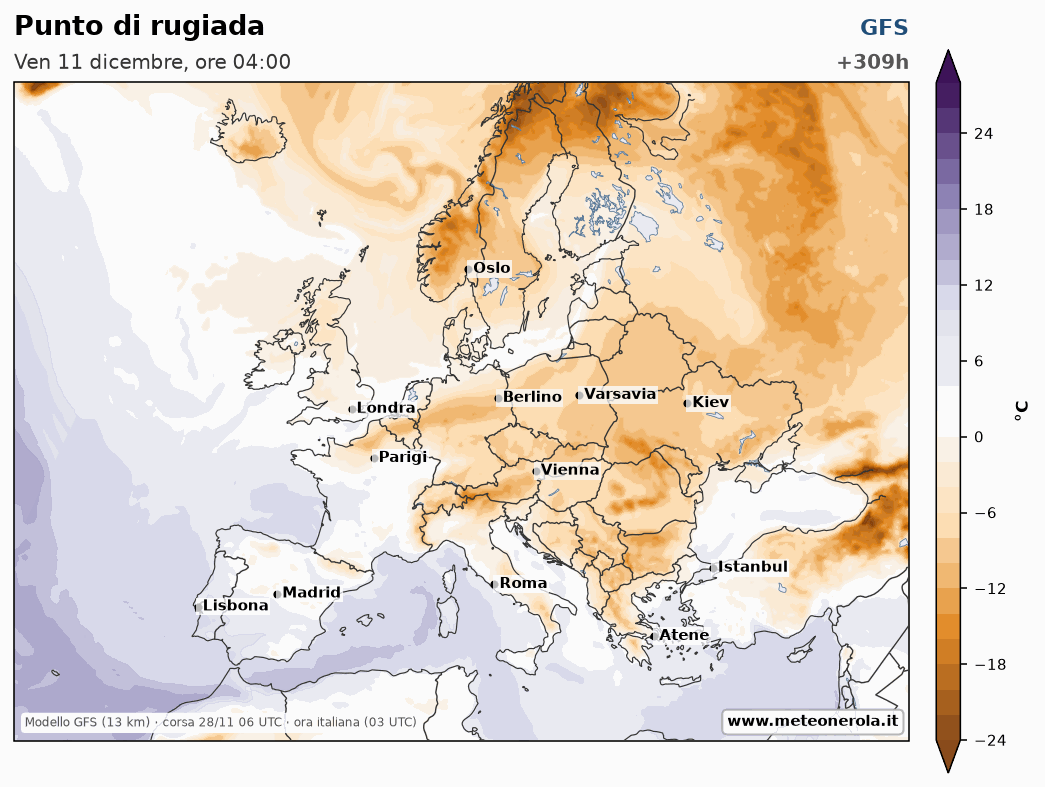 Punto di rugiada
GFS
Ven 11 dicembre, ore 04:00
+309h
24
18
12
6
0
−6
−12
−18
−24
°C
Oslo
Berlino
Varsavia
Kiev
Londra
Parigi
Vienna
Istanbul
Roma
Madrid
Lisbona
Atene
Modello GFS (13 km) · corsa 28/11 06 UTC · ora italiana (03 UTC)
www.meteonerola.it